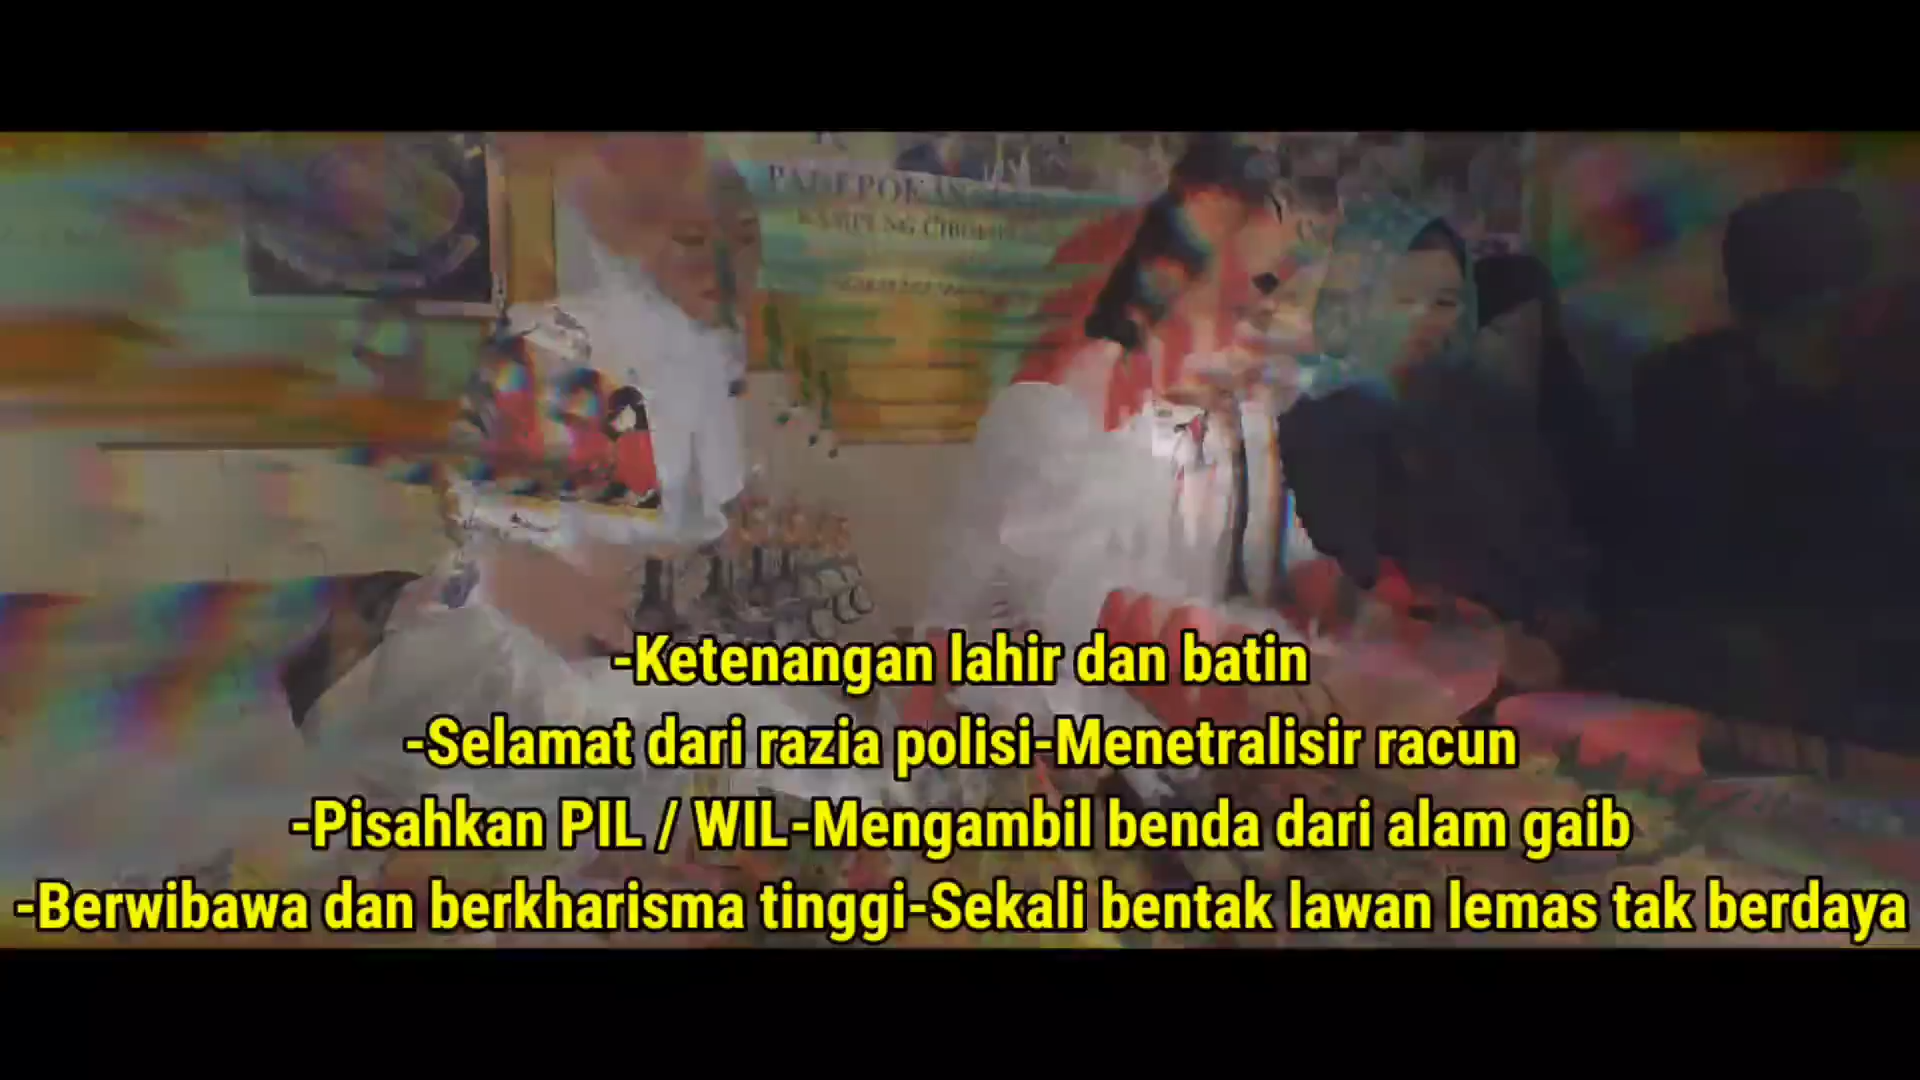 KAMPUNG
-Ketenangan lahir dan batin
-Selamat dari razia polisi-Menetralisir racun
-Pisahkan PIL / WIL-Mengambil benda dari alam gaib
-Berwibawa dan berkharisma tinggi-Sekali bentak lawan lemas tak berdaya